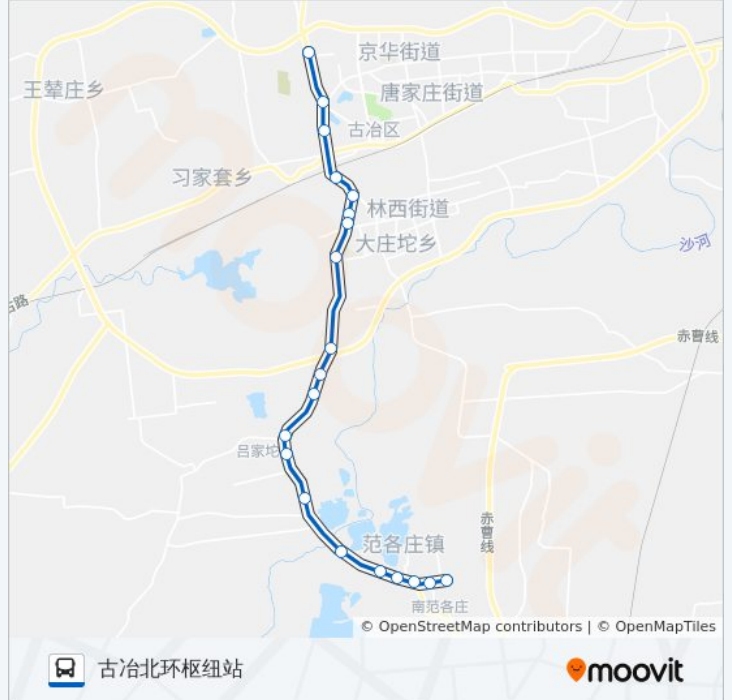 京华街道
王辇庄乡
唐家庄街道
古冶区
习家套乡
林西街道
大庄坨乡
沙河
石路
赤曹线
吕家坨
赤曹线
范各庄镇
南范各庄
© OpenStreetMap contributors | © OpenMapTiles
古冶北环枢纽站
moovit